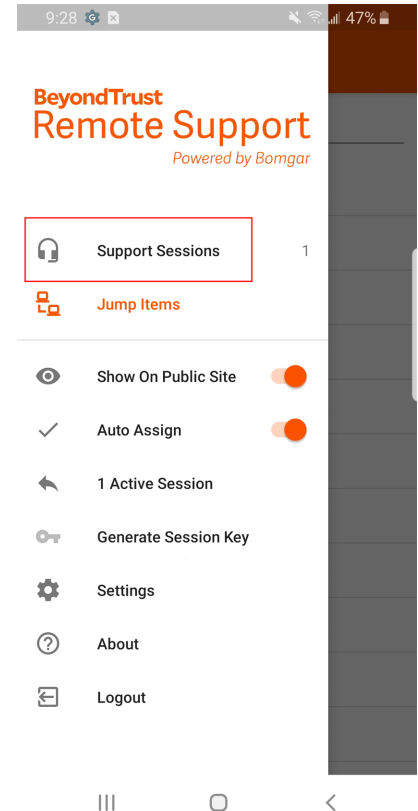 9:28 47%
BeyondTrust
Remote Support
Powered by Bomgar
Support Sessions 1
Jump Items
Show On Public Site
Auto Assign
1 Active Session
Generate Session Key
Settings
About
Logout